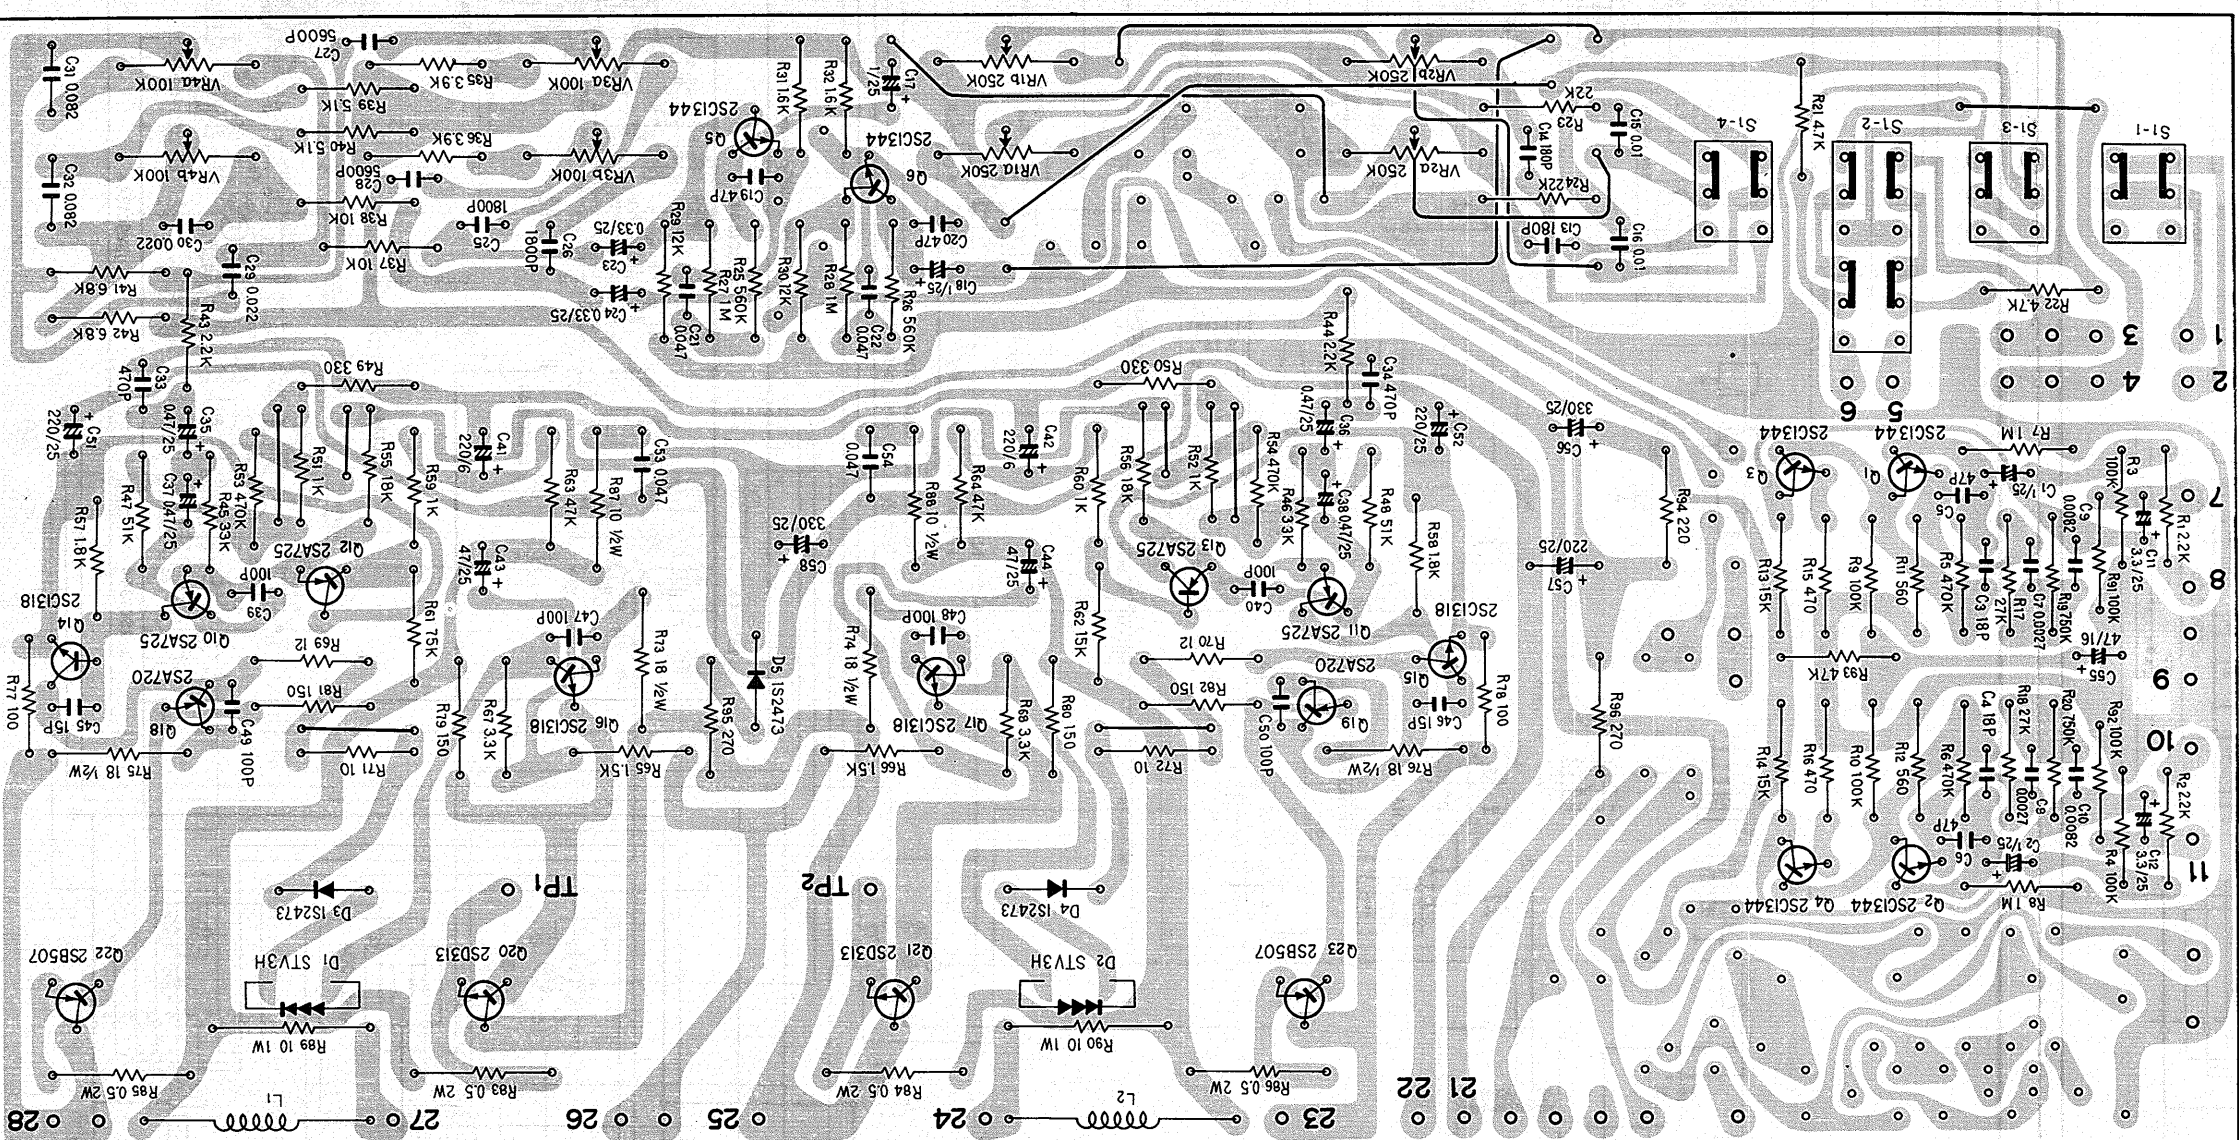 C31 0.082
VR4a 100K
C27
5600P
R35 3.9K
R39 5.1K
VR3a 100K
R31 1.6K
R32 1.6K
C17
1/25
VR1b 250K
VR2b 250K
22K
R23
C15 0.01
R21 4.7K
S1-4
S1-2
S1-3
S1-1
C32 0.082
VR4b 100K
R40 5.1K
R36 3.9K
5600P
C28
R38 10K
VR3b 100K
2SC1344
Q5
C19 47P
2SC1344
Q6
VR1a 250K
VR2a 250K
C14 180P
R24 22K
C30 0.022
R37 10K
1800P
C25
C26
1800P
0.33/25
C23
C24 0.33/25
R29 12K
C20 47P
C18 1/25
C13 180P
C16 0.01
R41 6.8K
R42 6.8K
R43 2.2K
C29 0.022
C21
0.047
R27 1M
R25 560K
R30 12K
R28 1M
C22
0.047
R26 560K
R44 2.2K
R22 4.7K
1
3
2
4
5
6
C33
470P
R49 330
R50 330
C34 470P
220/25
C51
C35
0.47/25
C37 0.47/25
R47 51K
R45 33K
R53 470K
R51 1K
R55 18K
R59 1K
C41
220/6
R63 47K
R87 10 1/2W
C53 0.047
C54
0.047
R88 10 1/2W
R64 47K
C42
220/6
R60 1K
R56 18K
R52 1K
R54 470K
R46 33K
C36
0.47/25
C38 0.47/25
R48 51K
R58 1.8K
C52
220/25
330/25
C56
R94 220
2SC1344
Q3
2SC1344
Q1
R7 1M
C1 1/25
47P
C5
R3
100K
7
R57 1.8K
Q12
2SA725
C39
100P
Q10 2SA725
C43
47/25
330/25
C58
C44
47/25
Q13 2SA725
100P
C40
Q11 2SA725
220/25
C57
R13 15K
R15 470
R9 100K
R11 560
R5 470K
C3 18P
R17
27K
C7 0.0027
R19 750K
C9
0.0082
R91 100K
C11
3.3/25
R1 2.2K
8
2SC1318
Q14
R61 75K
C47 100P
Q16 2SC1318
R73 18 1/2W
R74 18 1/2W
C48 100P
Q17 2SC1318
R62 15K
2SC1318
Q15
R69 12
R81 150
R70 12
R82 150
2SA720
Q18
2SA720
Q19
R77 100
C45 15P
R75 18 1/2W
C49 100P
R71 10
R79 150
R67 3.3K
R65 1.5K
R85 270
D5 1S2473
R66 1.5K
R68 3.3K
R80 150
R72 10
C50 100P
R76 18 1/2W
C46 15P
R78 100
R96 270
R93 47K
47/16
C55
9
10
R14 15K
R16 470
R10 100K
R12 560
R6 470K
C4 18P
R18 27K
R20 750K
C8
0.0027
C10
0.0082
R92 100K
R2 2.2K
C12
3.3/25
R4 100K
47P
C6
C2 1/25
11
D3 1S2473
TP1
TP2
D4 1S2473
Q4 2SC1344
Q2 2SC1344
R8 1M
Q22 2SB507
D1 STV3H
Q20 2SD313
Q21 2SD313
D2 STV3H
Q23 2SB507
R89 10 1W
R90 10 1W
R85 0.5 2W
R83 0.5 2W
R84 0.5 2W
R86 0.5 2W
28
L1
27
26
25
24
L2
23
22
21